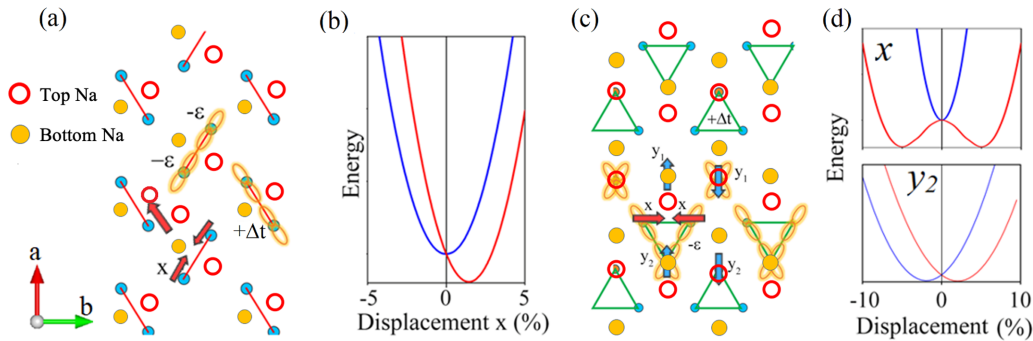 (a)
Top Na
Bottom Na
-ε
-ε
+Δt
x
a
b
(b)
Energy
-5
0
5
Displacement x (%)
(c)
+Δt
y1
y1
x
x
-ε
y2
y2
(d)
x
y2
Energy
-10
0
10
Displacement (%)